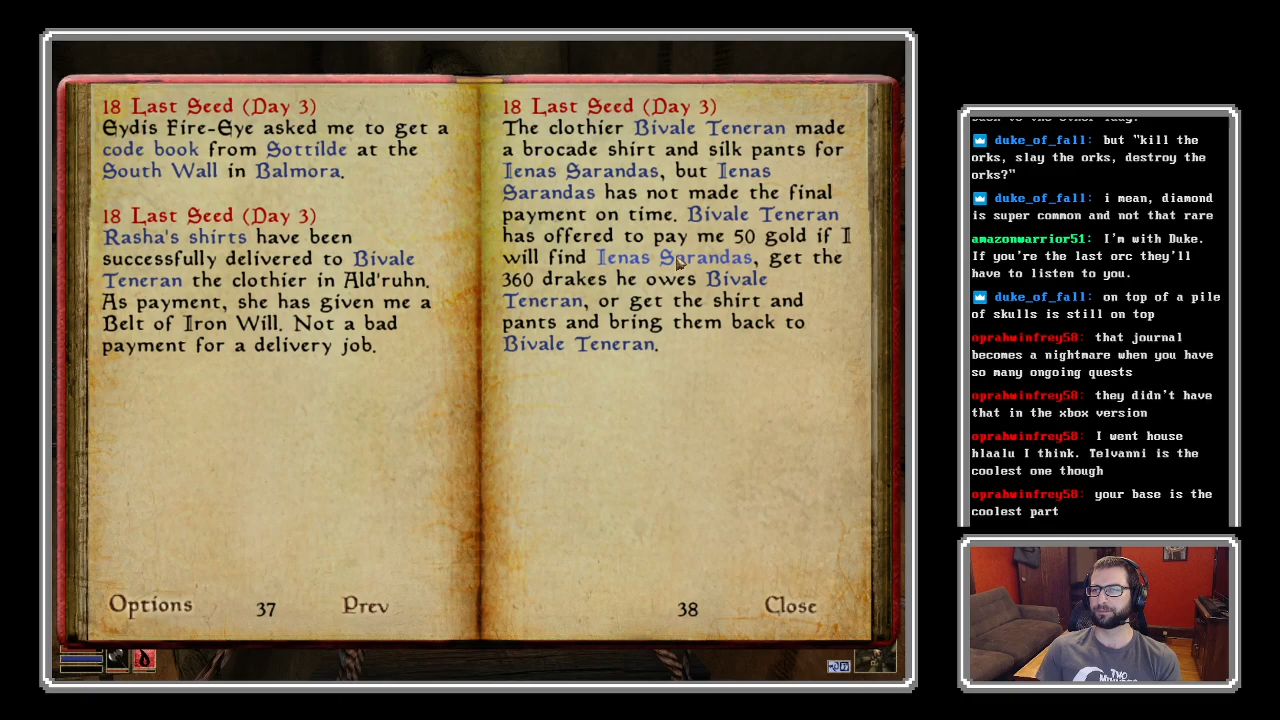 18 Last Seed (Day 3)
Eydis Fire-Eye asked me to get a
code book from Sottilde at the
South Wall in Balmora.
18 Last Seed (Day 3)
Rasha's shirts have been
successfully delivered to Bivale
Teneran the clothier in Ald'ruhn.
As payment, she has given me a
Belt of Iron Will. Not a bad
payment for a delivery job.
Options
37
Prev
18 Last Seed (Day 3)
The clothier Bivale Teneran made
a brocade shirt and silk pants for
Ienas Sarandas, but Ienas
Sarandas has not made the final
payment on time. Bivale Teneran
has offered to pay me 50 gold if I
will find Ienas Sarandas, get the
360 drakes he owes Bivale
Teneran, or get the shirt and
pants and bring them back to
Bivale Teneran.
38
Close
duke_of_fall: but "kill the
orks, slay the orks, destroy the
orks?"
duke_of_fall: i mean, diamond
is super common and not that rare
amazonwarrior51: I'm with Duke.
If you're the last orc they'll
have to listen to you.
duke_of_fall: on top of a pile
of skulls is still on top
oprahwinfrey58: that journal
becomes a nightmare when you have
so many ongoing quests
oprahwinfrey58: they didn't have
that in the xbox version
oprahwinfrey58: I went house
hlaalu I think. Telvanni is the
coolest one though
oprahwinfrey58: your base is the
coolest part